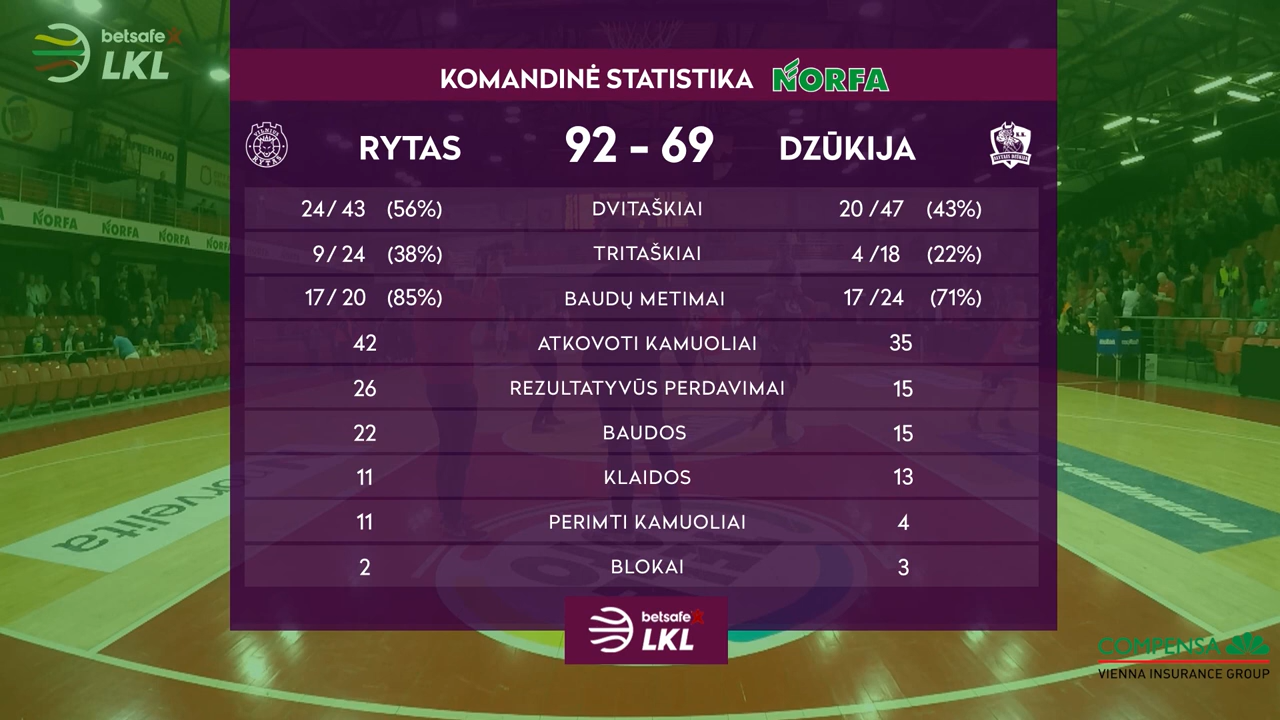 betsafe
LKL
KOMANDINĖ STATISTIKA NORFA
RYTAS 92 - 69 DZŪKIJA
24/ 43 (56%) DVITAŠKIAI 20 /47 (43%)
9/ 24 (38%) TRITAŠKIAI 4 /18 (22%)
17/ 20 (85%) BAUDŲ METIMAI 17 /24 (71%)
42 ATKOVOTI KAMUOLIAI 35
26 REZULTATYVŪS PERDAVIMAI 15
22 BAUDOS 15
11 KLAIDOS 13
11 PERIMTI KAMUOLIAI 4
2 BLOKAI 3
betsafe
LKL
NORFA NORFA NORFA NORFA
COMPENSA
VIENNA INSURANCE GROUP